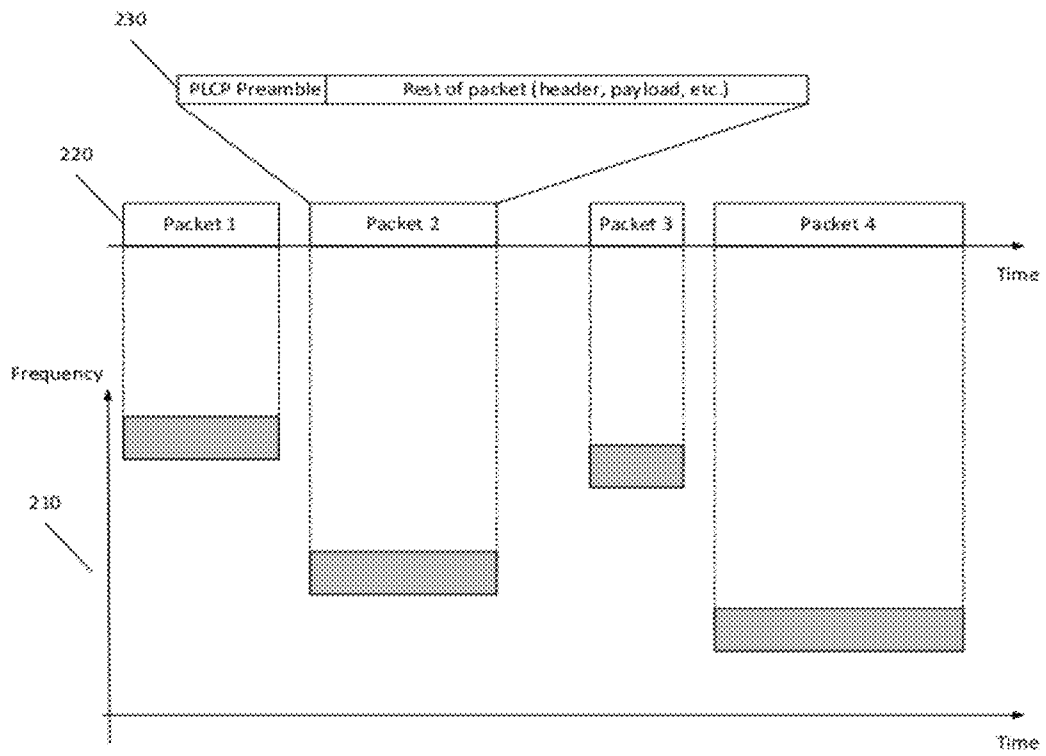 230
PLCP Preamble
Rest of packet (header, payload, etc.)
220
Packet 1
Packet 2
Packet 3
Packet 4
Time
Frequency
210
Time